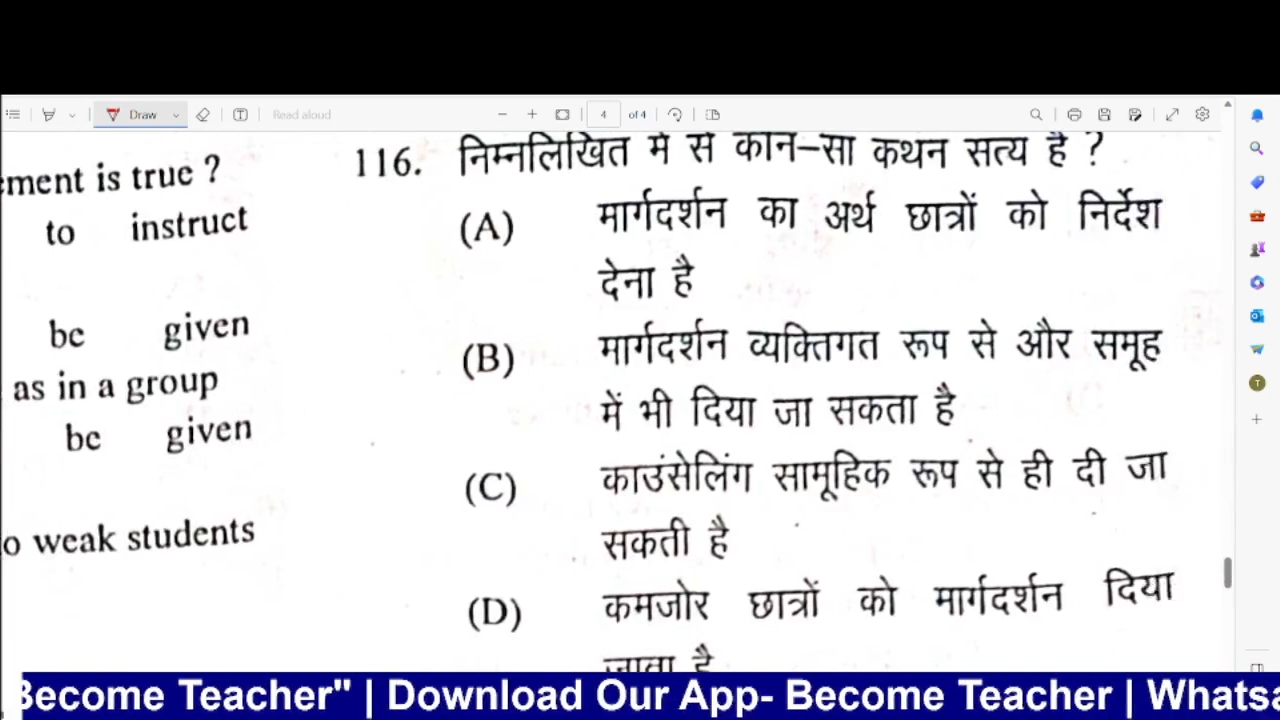 Draw
Read aloud
4 of 4
ment is true ?
to instruct
be given
as in a group
be given
o weak students
116. निम्नलिखित में से कौन–सा कथन सत्य है ?
(A) मार्गदर्शन का अर्थ छात्रों को निर्देश
देना है
(B) मार्गदर्शन व्यक्तिगत रूप से और समूह
में भी दिया जा सकता है
(C) काउंसेलिंग सामूहिक रूप से ही दी जा
सकती है
(D) कमजोर छात्रों को मार्गदर्शन दिया
जाता है
Become Teacher" | Download Our App- Become Teacher | Whatsa